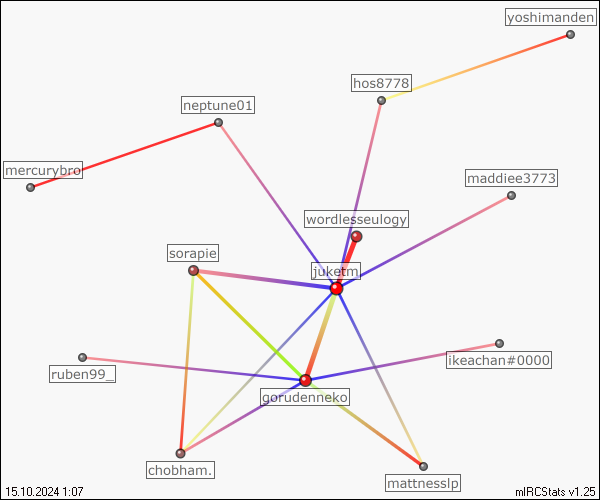 yoshimanden
hos8778
neptune01
mercurybro
maddiee3773
wordlesseulogy
sorapie
juketm
ikeachan#0000
ruben99_
gorudenneko
chobham.
mattnesslp
15.10.2024 1:07
mIRCStats v1.25